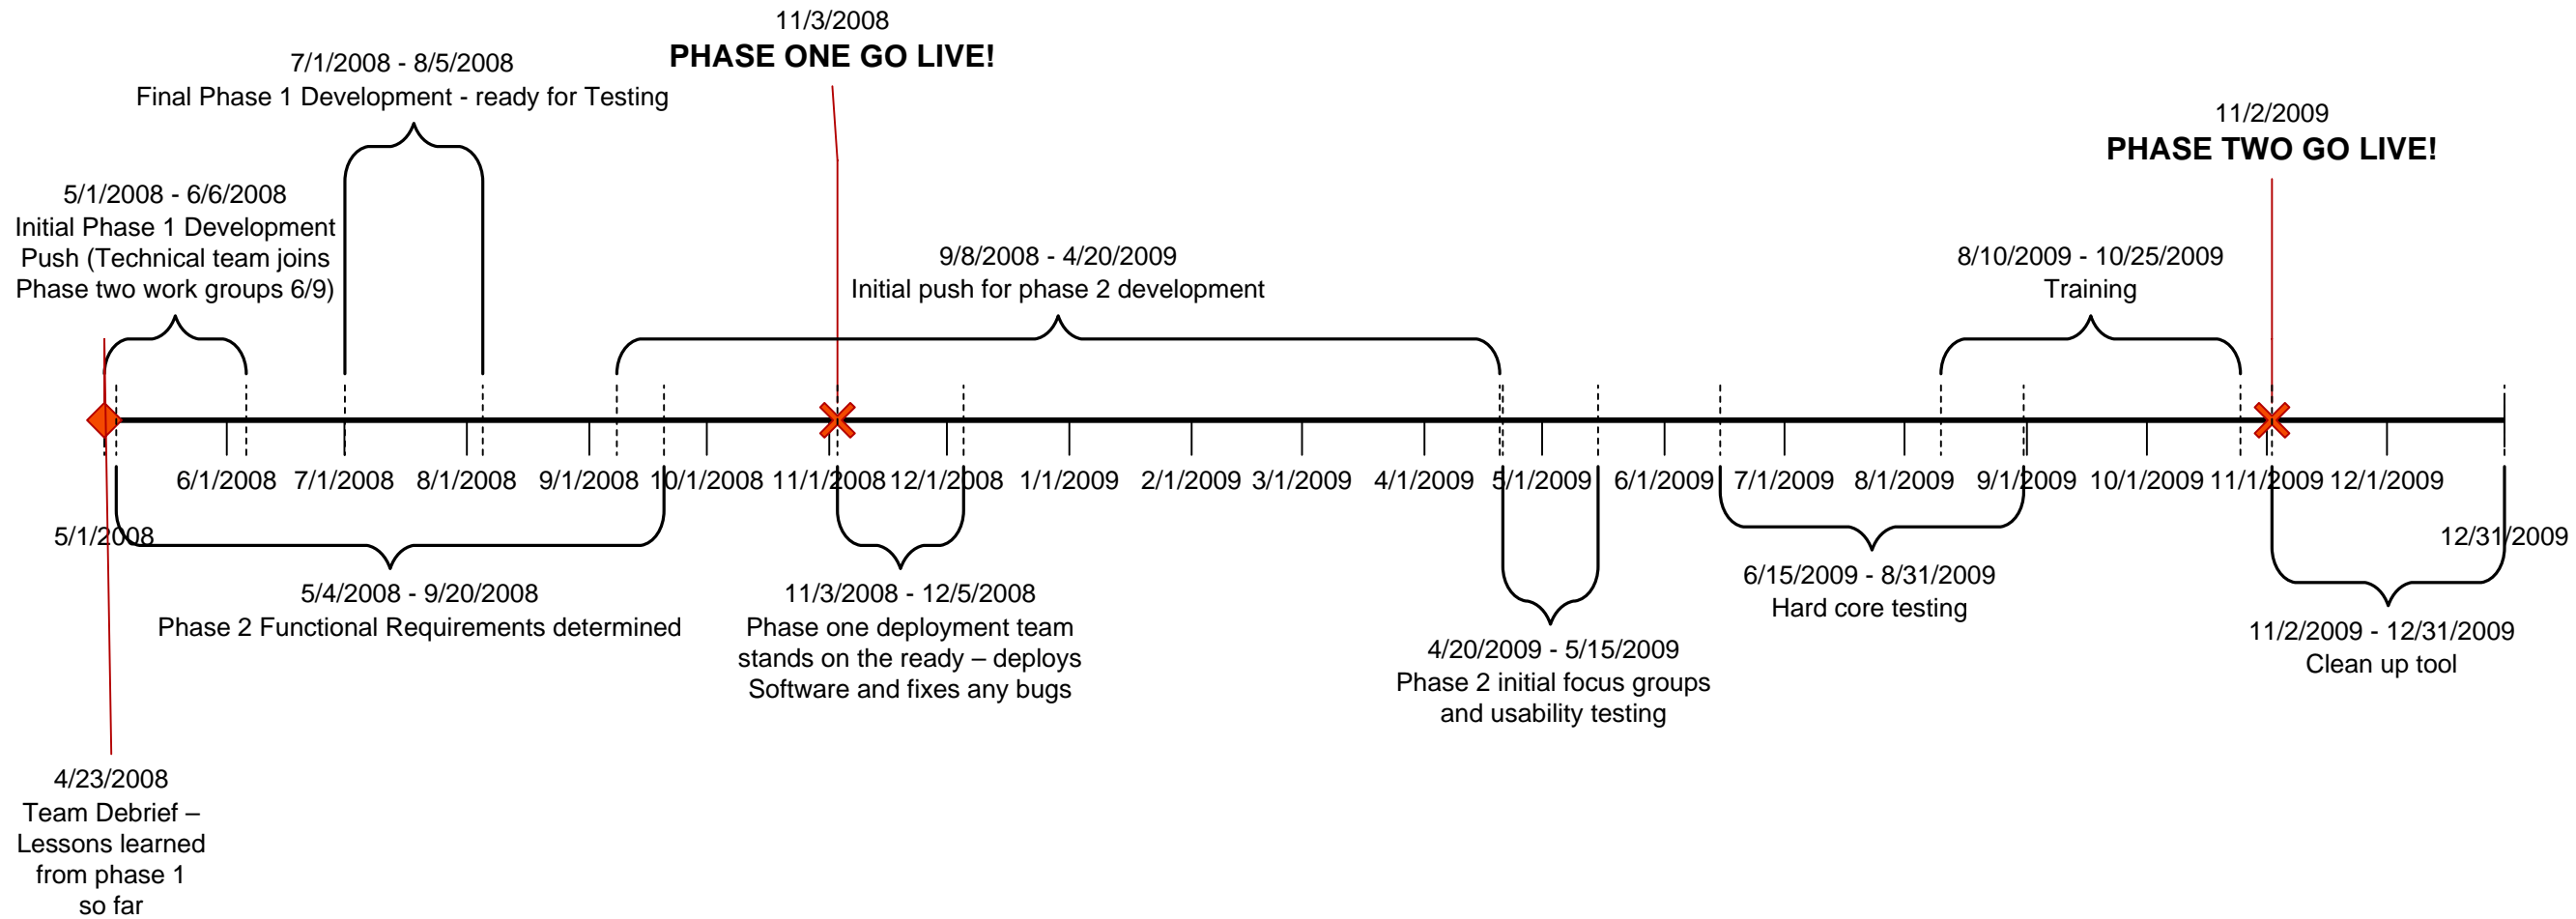 11/3/2008
PHASE ONE GO LIVE!
7/1/2008 - 8/5/2008
Final Phase 1 Development - ready for Testing
11/2/2009
PHASE TWO GO LIVE!
5/1/2008 - 6/6/2008
Initial Phase 1 Development
Push (Technical team joins
Phase two work groups 6/9)
9/8/2008 - 4/20/2009
Initial push for phase 2 development
8/10/2009 - 10/25/2009
Training
6/1/2008 7/1/2008 8/1/2008 9/1/2008 10/1/2008 11/1/2008 12/1/2008 1/1/2009 2/1/2009 3/1/2009 4/1/2009 5/1/2009 6/1/2009 7/1/2009 8/1/2009 9/1/2009 10/1/2009 11/1/2009 12/1/2009
5/1/2008
12/31/2009
5/4/2008 - 9/20/2008
Phase 2 Functional Requirements determined
11/3/2008 - 12/5/2008
Phase one deployment team
stands on the ready – deploys
Software and fixes any bugs
4/20/2009 - 5/15/2009
Phase 2 initial focus groups
and usability testing
6/15/2009 - 8/31/2009
Hard core testing
11/2/2009 - 12/31/2009
Clean up tool
4/23/2008
Team Debrief –
Lessons learned
from phase 1
so far